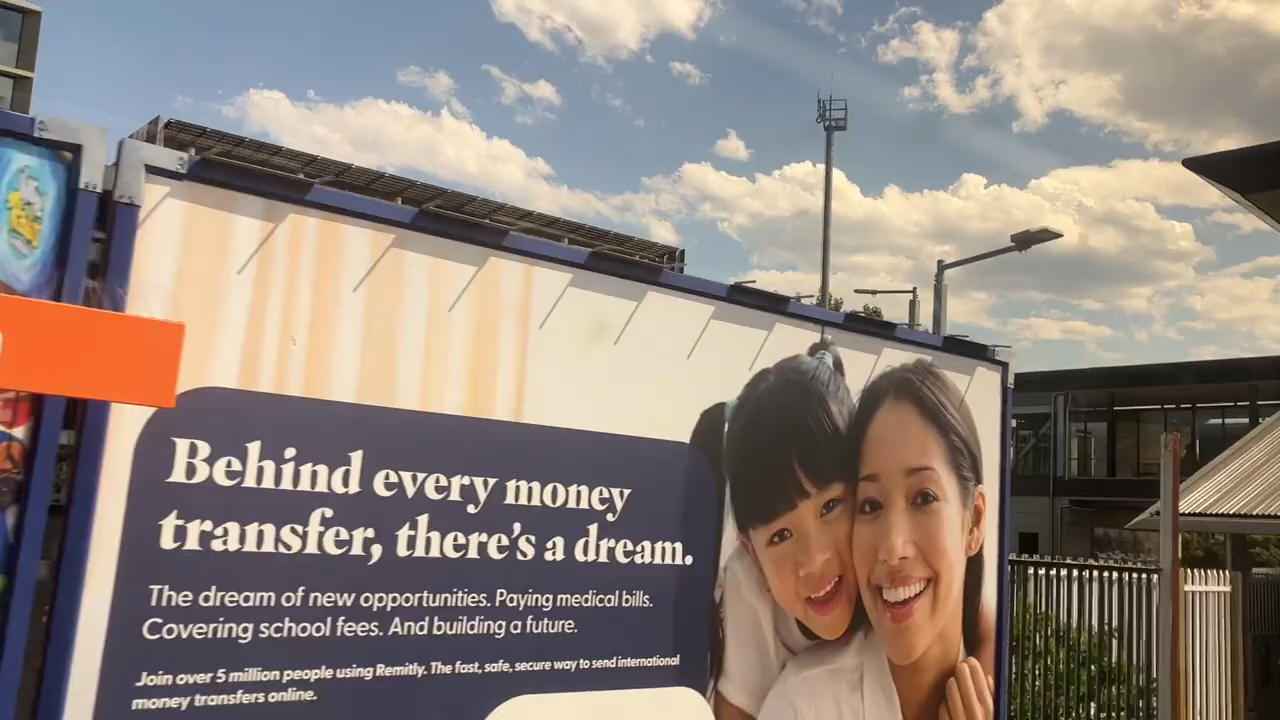 Behind every money
transfer, there's a dream.
The dream of new opportunities. Paying medical bills.
Covering school fees. And building a future.
Join over 5 million people using Remitly. The fast, safe, secure way to send international
money transfers online.